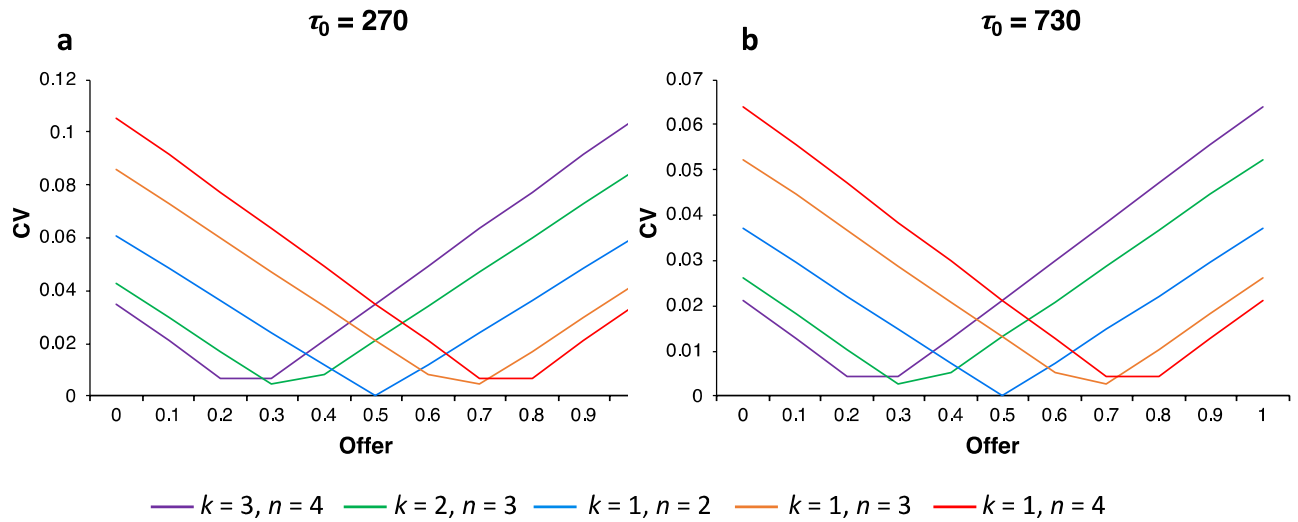 τ₀ = 270
a
0.12
0.1
0.08
0.06
0.04
0.02
0
CV
0 0.1 0.2 0.3 0.4 0.5 0.6 0.7 0.8 0.9
Offer
τ₀ = 730
b
0.07
0.06
0.05
0.04
0.03
0.02
0.01
0
CV
0 0.1 0.2 0.3 0.4 0.5 0.6 0.7 0.8 0.9 1
Offer
k = 3, n = 4 k = 2, n = 3 k = 1, n = 2 k = 1, n = 3 k = 1, n = 4